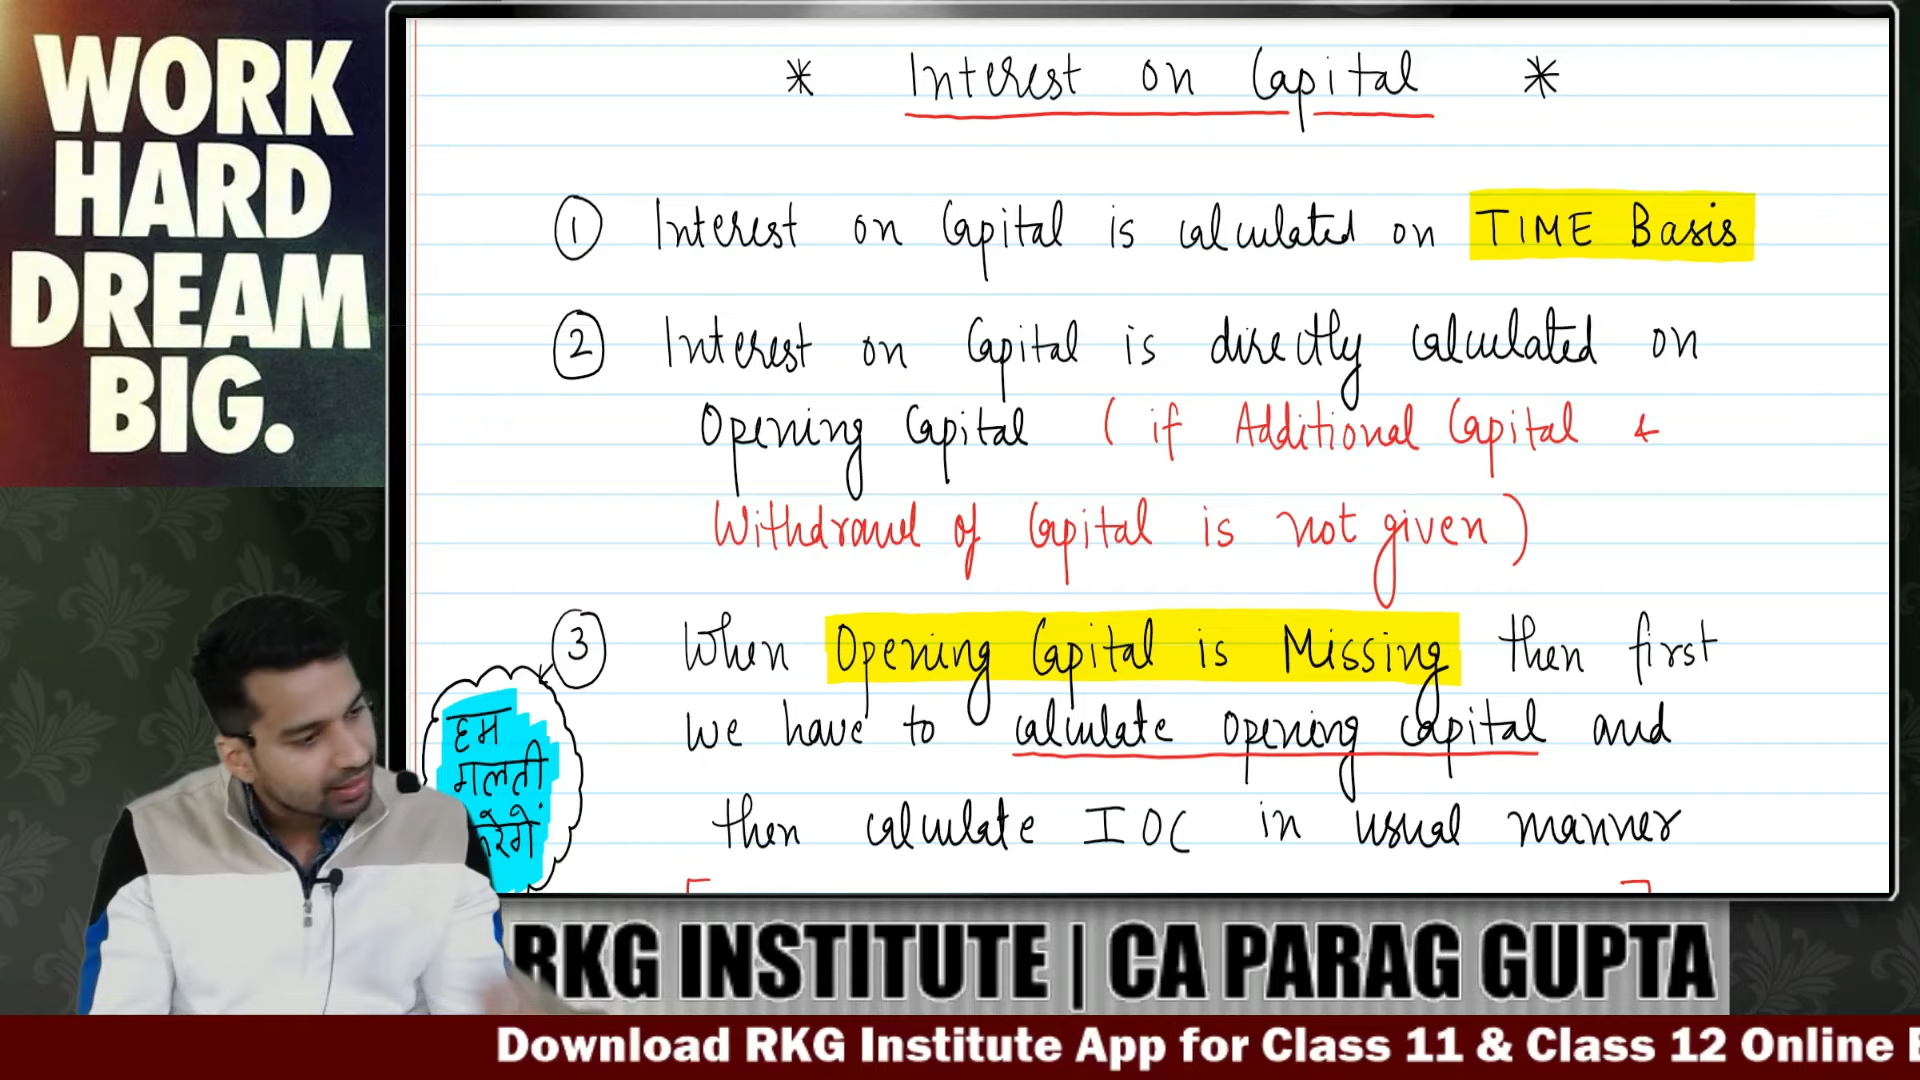 WORK
HARD
DREAM
BIG.
* Interest on Capital *
① Interest on Capital is calculated on TIME Basis
② Interest on Capital is directly calculated on
Opening Capital ( if Additional Capital &
Withdrawl of Capital is not given )
③ When Opening Capital is Missing then first
we have to calculate opening capital and
then calculate IOC in usual manner
हम
गलती
करेगें
RKG INSTITUTE | CA PARAG GUPTA
Download RKG Institute App for Class 11 & Class 12 Online